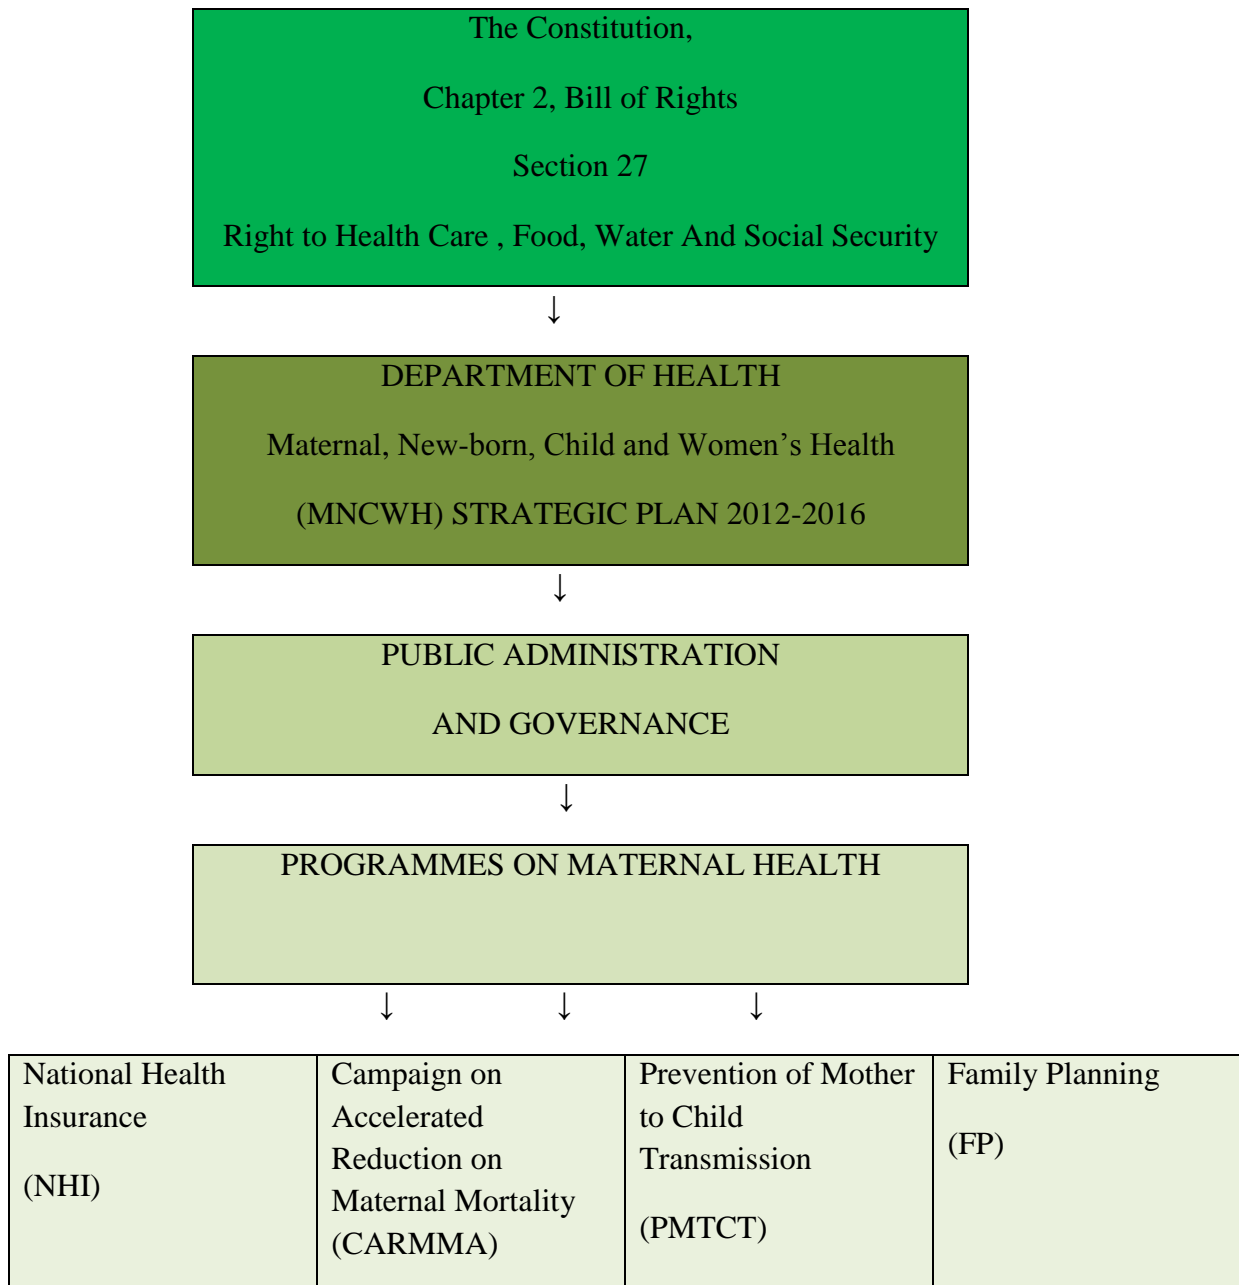 The Constitution,
Chapter 2, Bill of Rights
Section 27
Right to Health Care , Food, Water And Social Security
↓
DEPARTMENT OF HEALTH
Maternal, New-born, Child and Women’s Health
(MNCWH) STRATEGIC PLAN 2012-2016
↓
PUBLIC ADMINISTRATION
AND GOVERNANCE
↓
PROGRAMMES ON MATERNAL HEALTH
↓ ↓ ↓
National Health
Insurance
(NHI)
Campaign on
Accelerated
Reduction on
Maternal Mortality
(CARMMA)
Prevention of Mother
to Child
Transmission
(PMTCT)
Family Planning
(FP)